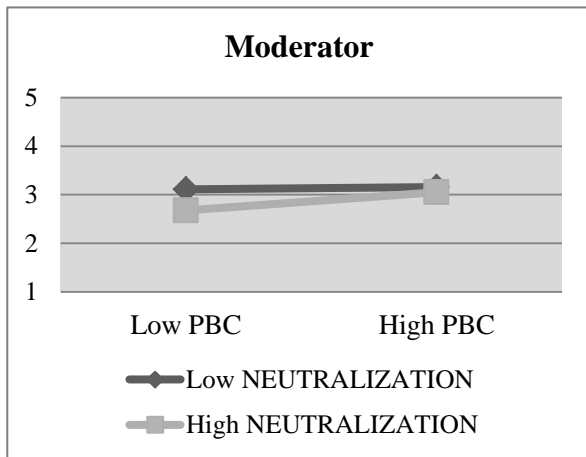 Moderator
5
4
3
2
1
Low PBC High PBC
Low NEUTRALIZATION
High NEUTRALIZATION